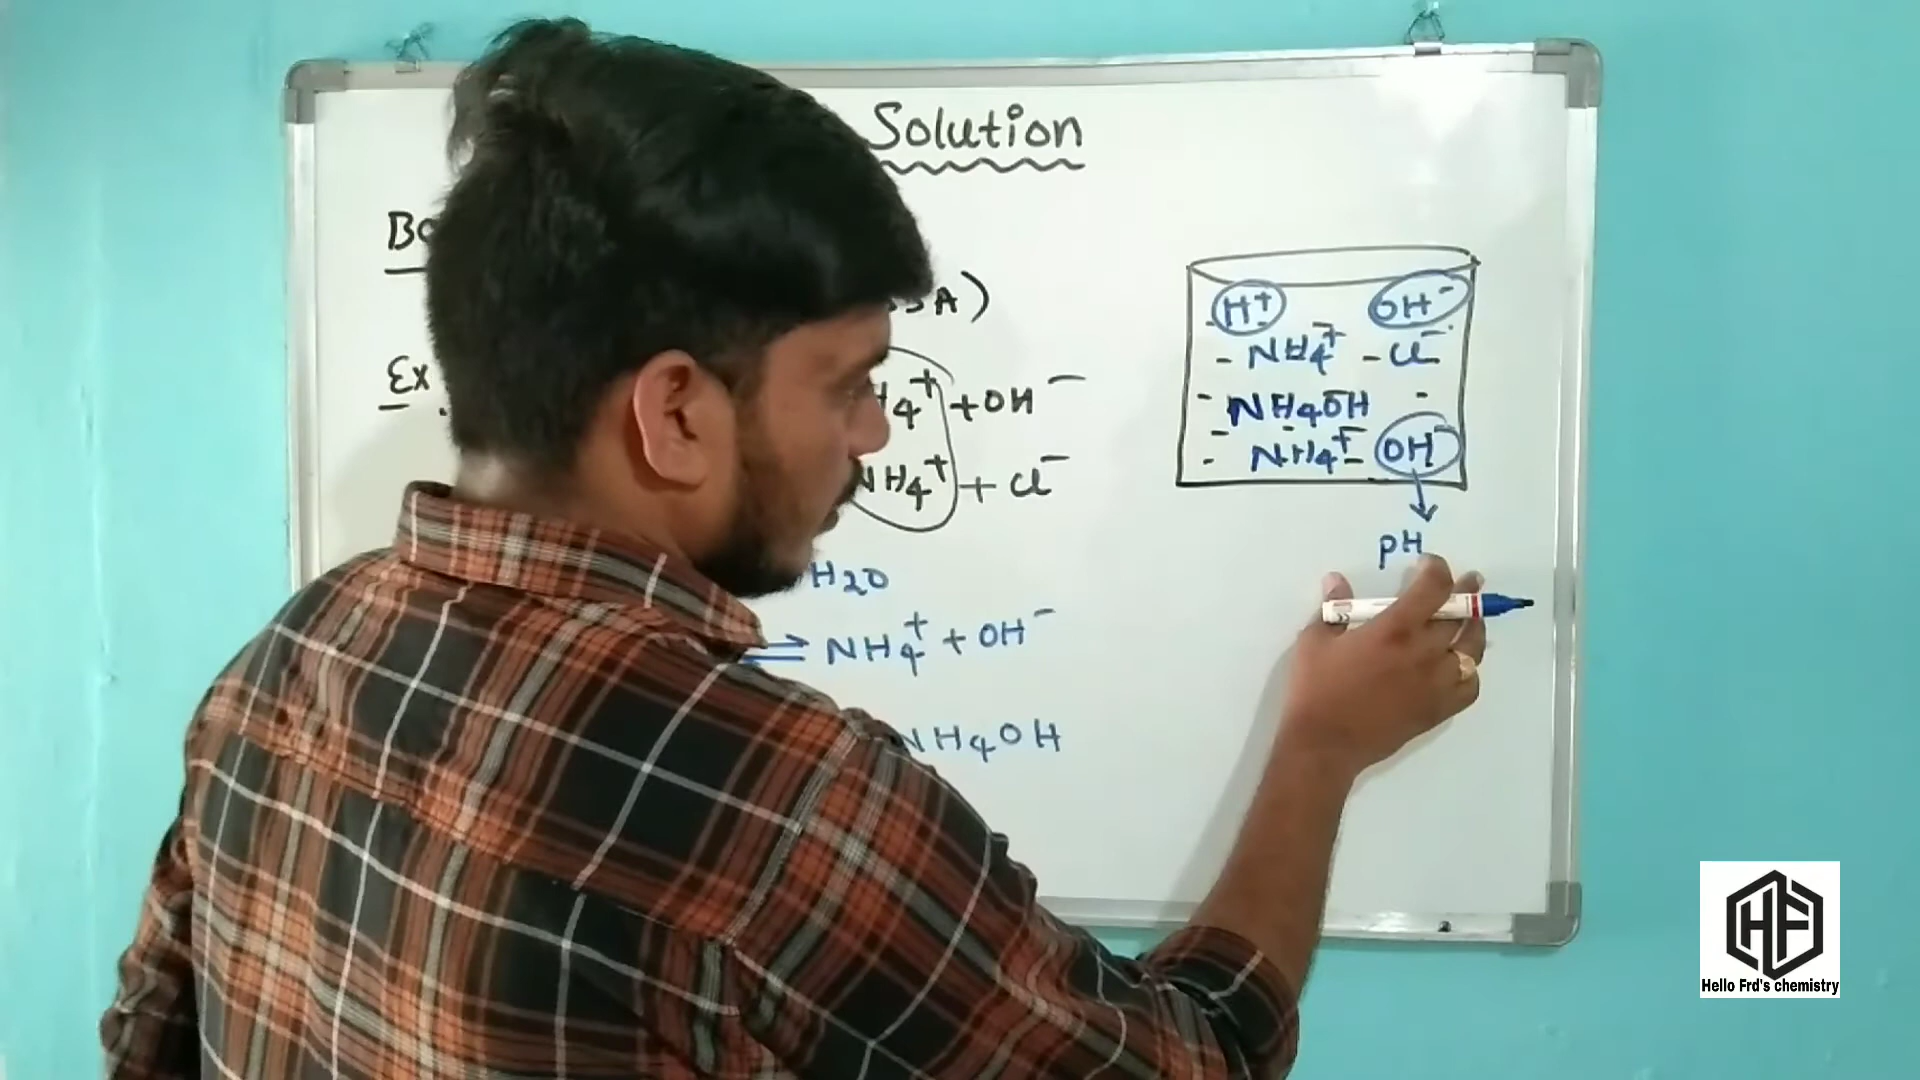 Solution
SA)
Ex
H4⁺ + OH⁻
NH4⁺ + Cl⁻
H2O
⇌ NH4⁺ + OH⁻
NH4OH
H⁺ OH⁻
- NH4⁺ - Cl⁻
NH4OH
NH4⁺ OH⁻
pH
HF
Hello Frd's chemistry